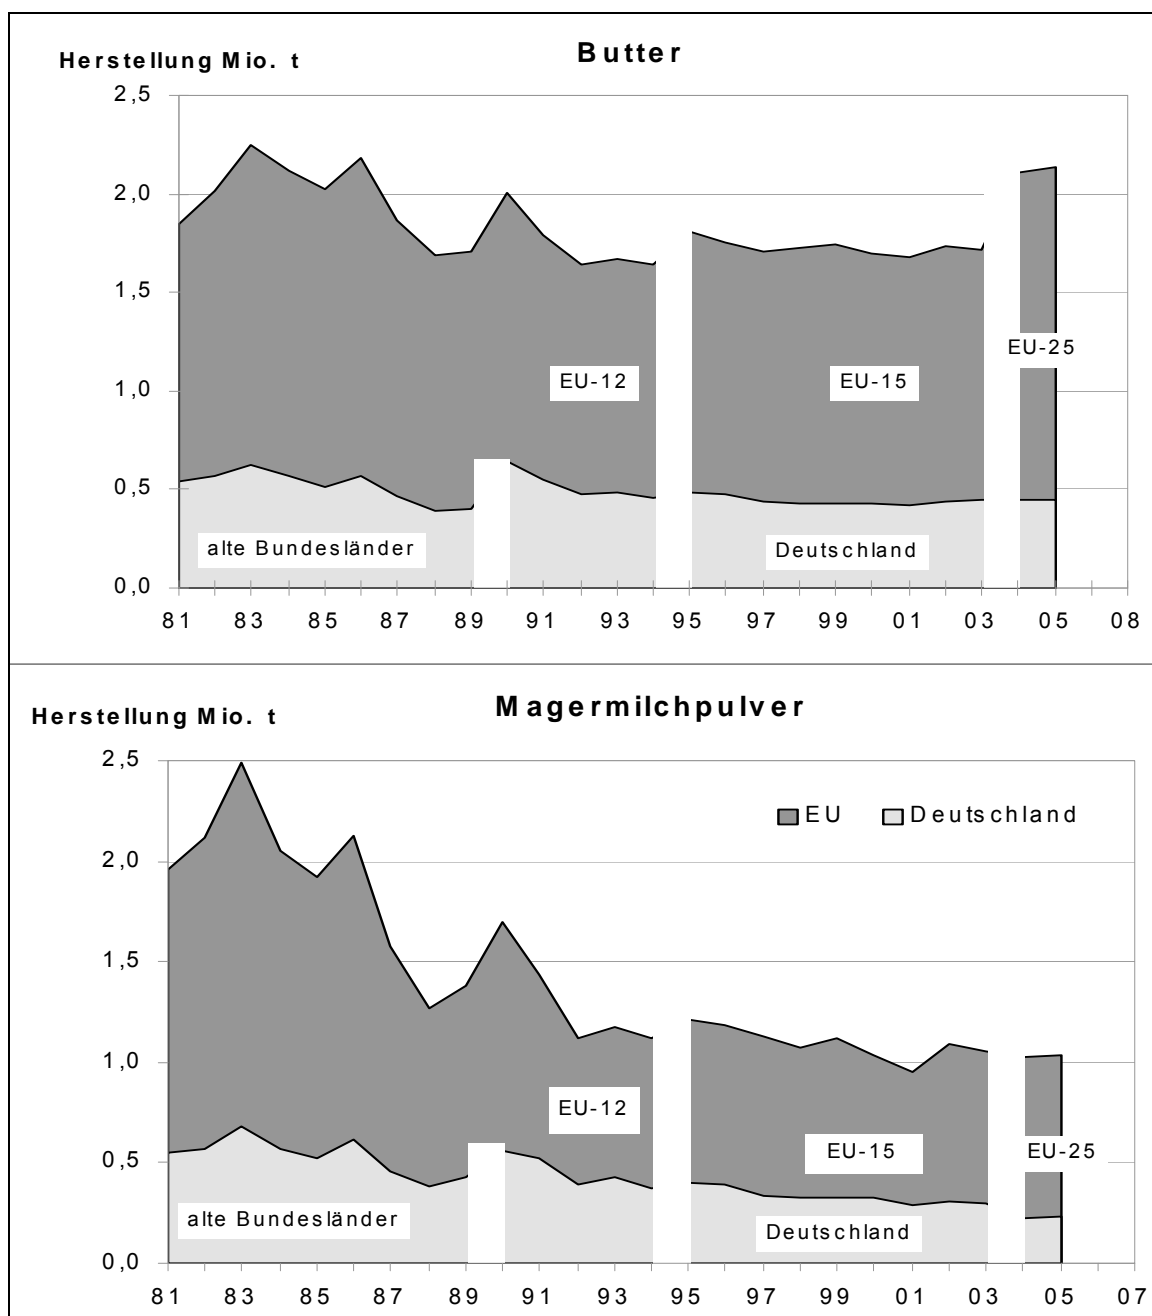 Butter
Herstellung Mio. t
2,5
2,0
1,5
1,0
0,5
0,0
EU-12
EU-15
EU-25
alte Bundesländer
Deutschland
81 83 85 87 89 91 93 95 97 99 01 03 05 08
Magermilchpulver
Herstellung Mio. t
2,5
2,0
1,5
1,0
0,5
0,0
EU Deutschland
EU-12
EU-15
EU-25
alte Bundesländer
Deutschland
81 83 85 87 89 91 93 95 97 99 01 03 05 07